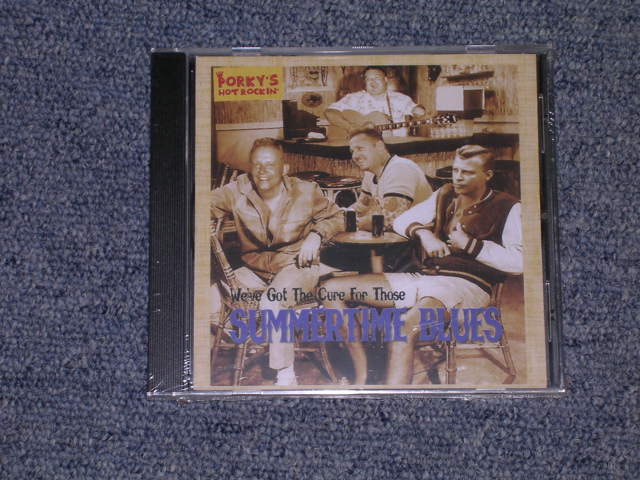 PORKY'S
HOT ROCKIN'
We've Got The Cure For Those
SUMMERTIME BLUES